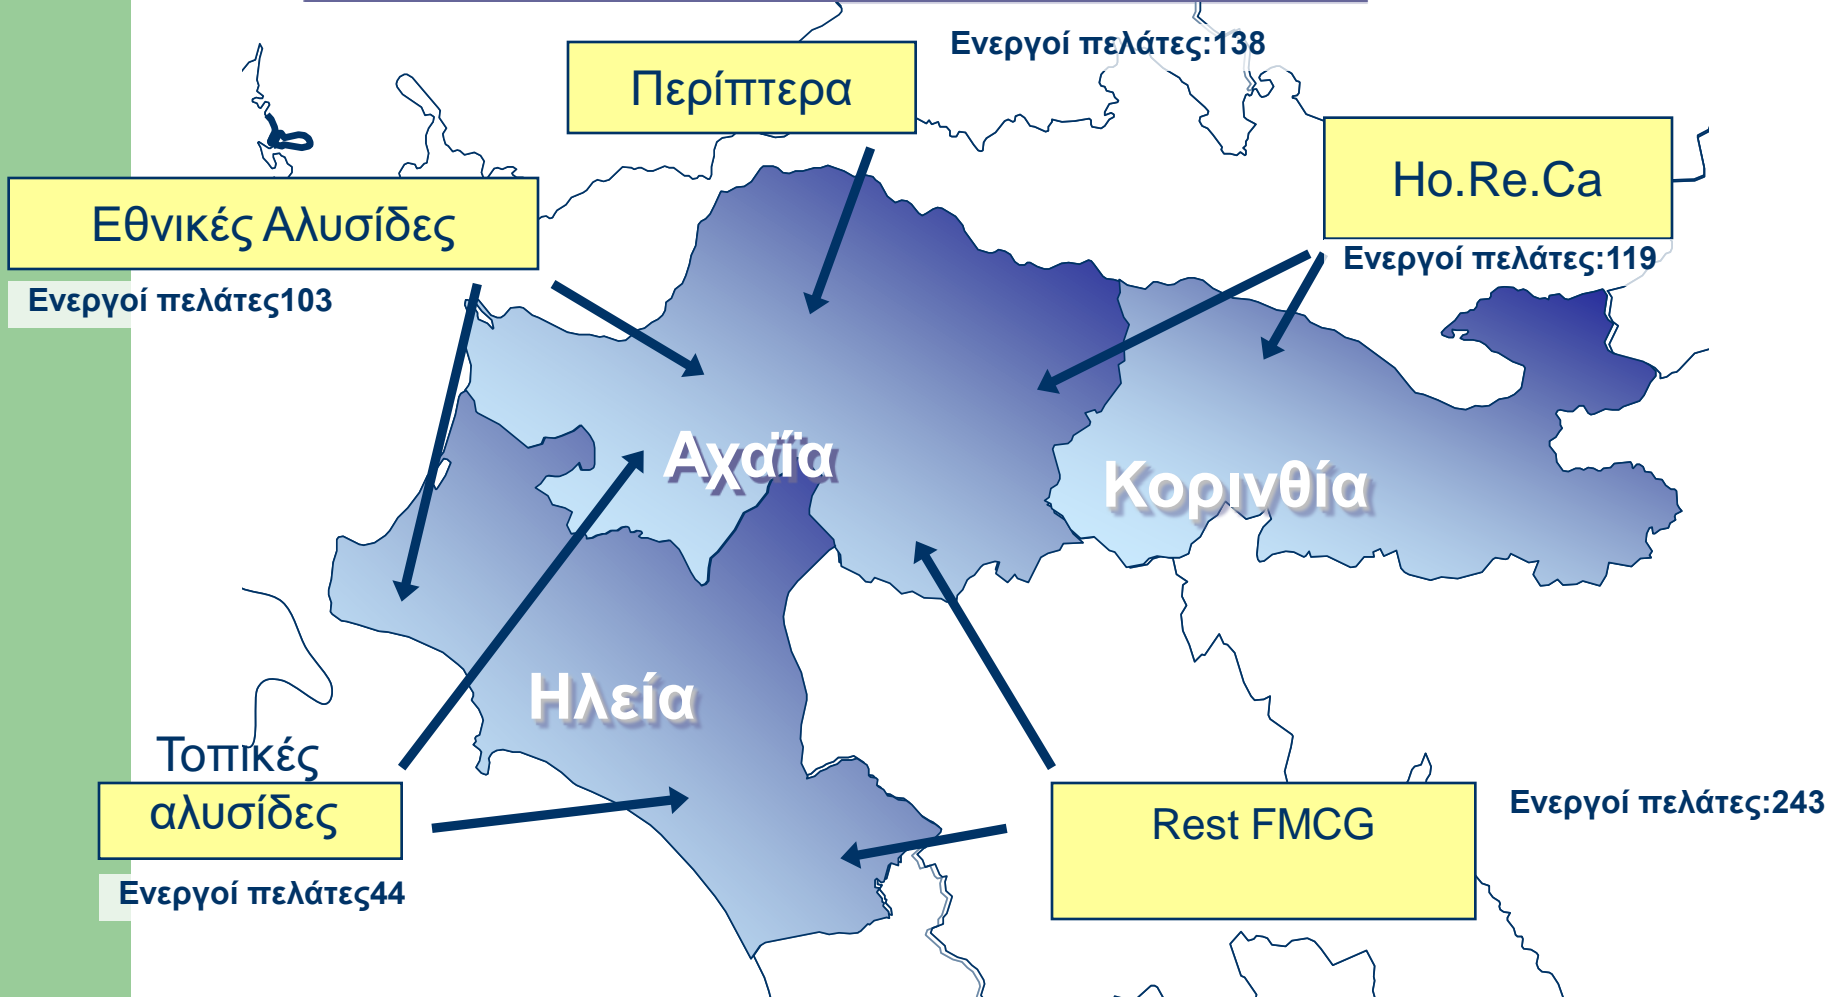 Ενεργοί πελάτες:138
Περίπτερα
Ho.Re.Ca
Εθνικές Αλυσίδες
Ενεργοί πελάτες:119
Ενεργοί πελάτες103
Αχαΐα
Κορινθία
Ηλεία
Τοπικές
αλυσίδες
Rest FMCG
Ενεργοί πελάτες:243
Ενεργοί πελάτες44